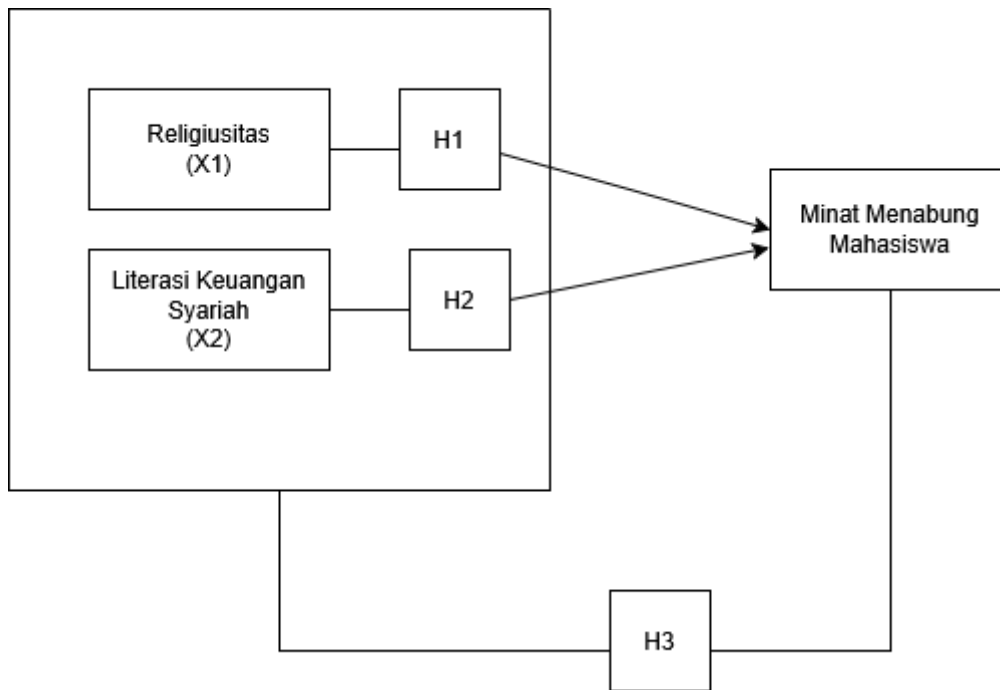 Religiusitas
(X1)
H1
Literasi Keuangan
Syariah
(X2)
H2
Minat Menabung
Mahasiswa
H3